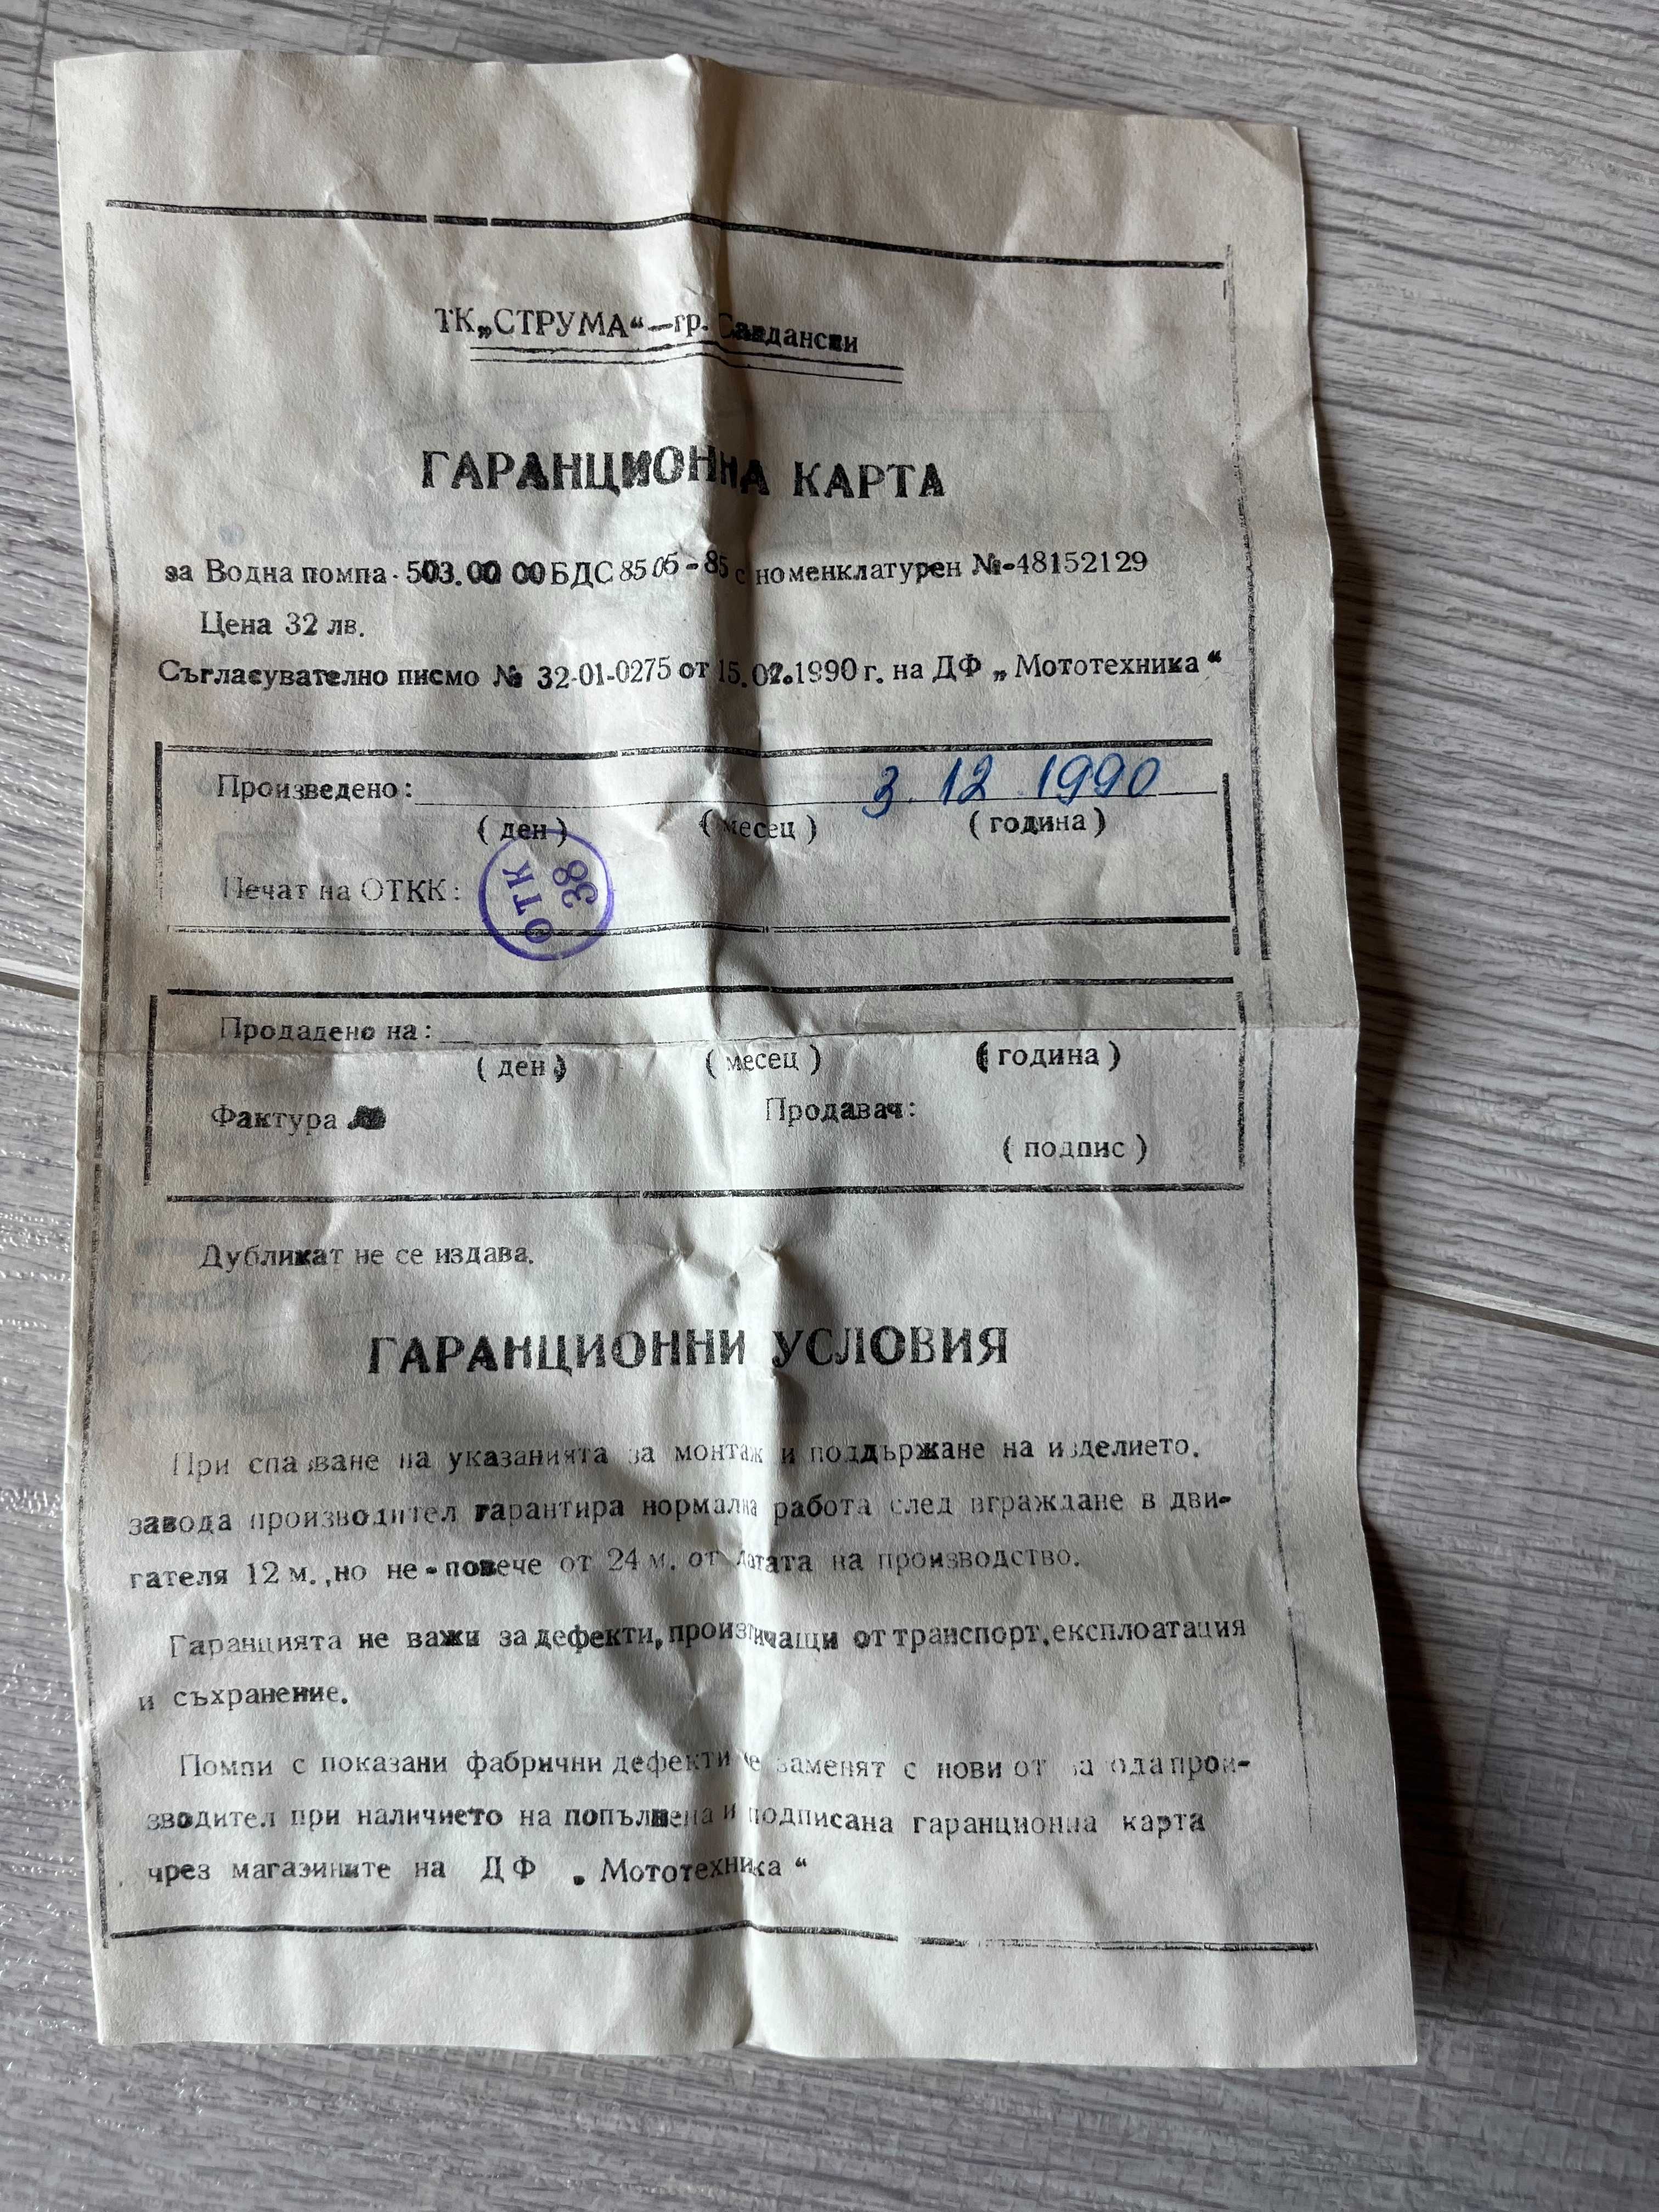 ТК„СТРУМА“—гр. Сандански
ГАРАНЦИОННА КАРТА
за Водна помпа - 503.00 00 БДС 8505-85 с номенклатурен №-48152129
Цена 32 лв.
Съгласувателно писмо № 32-01-0275 от 15.02.1990 г. на ДФ „Мототехника“
Произведено: 3. 12 . 1990
( ден ) ( месец ) ( година )
Печат на ОТКК: ОТК 38
Продадено на:
( ден ) ( месец ) ( година )
Фактура № Продавач:
( подпис )
Дубликат не се издава.
ГАРАНЦИОННИ УСЛОВИЯ
При спазване на указанията за монтаж и поддържане на изделието.
завода производител гарантира нормална работа след вграждане в дви-
гателя 12 м.,но не-повече от 24 м. от датата на производство.
Гаранцията не важи за дефекти, произтичащи от транспорт, експлоатация
и съхранение.
Помпи с показани фабрични дефекти се заменят с нови от завода прои-
зводител при наличието на попълнена и подписана гаранционна карта
чрез магазините на ДФ „Мототехника“